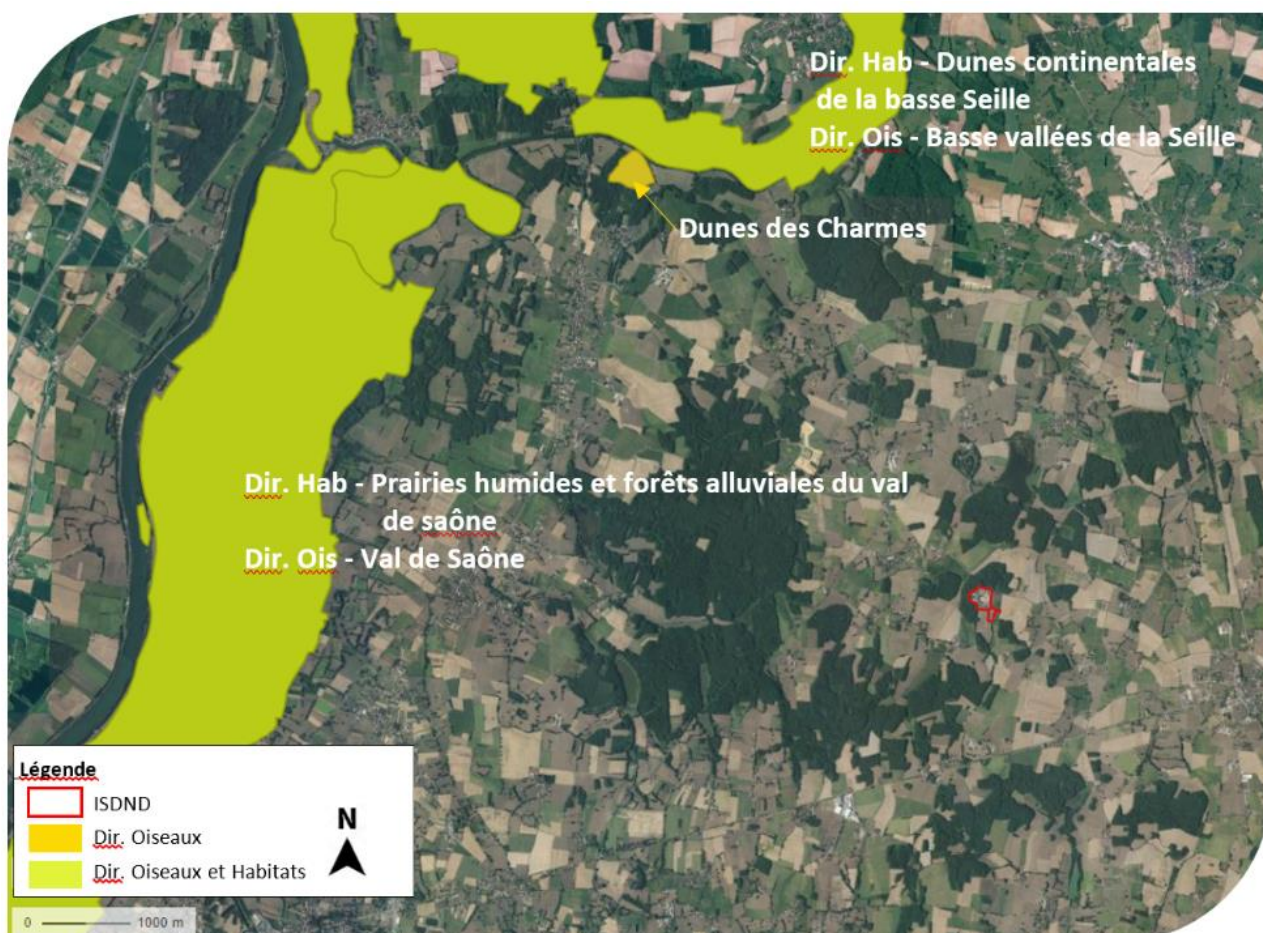 Dir. Hab - Dunes continentales
de la basse Seille
Dir. Ois - Basse vallées de la Seille
Dunes des Charmes
Dir. Hab - Prairies humides et forêts alluviales du val
de saône
Dir. Ois - Val de Saône
Légende
ISDND
Dir. Oiseaux
Dir. Oiseaux et Habitats
N
0 1000 m